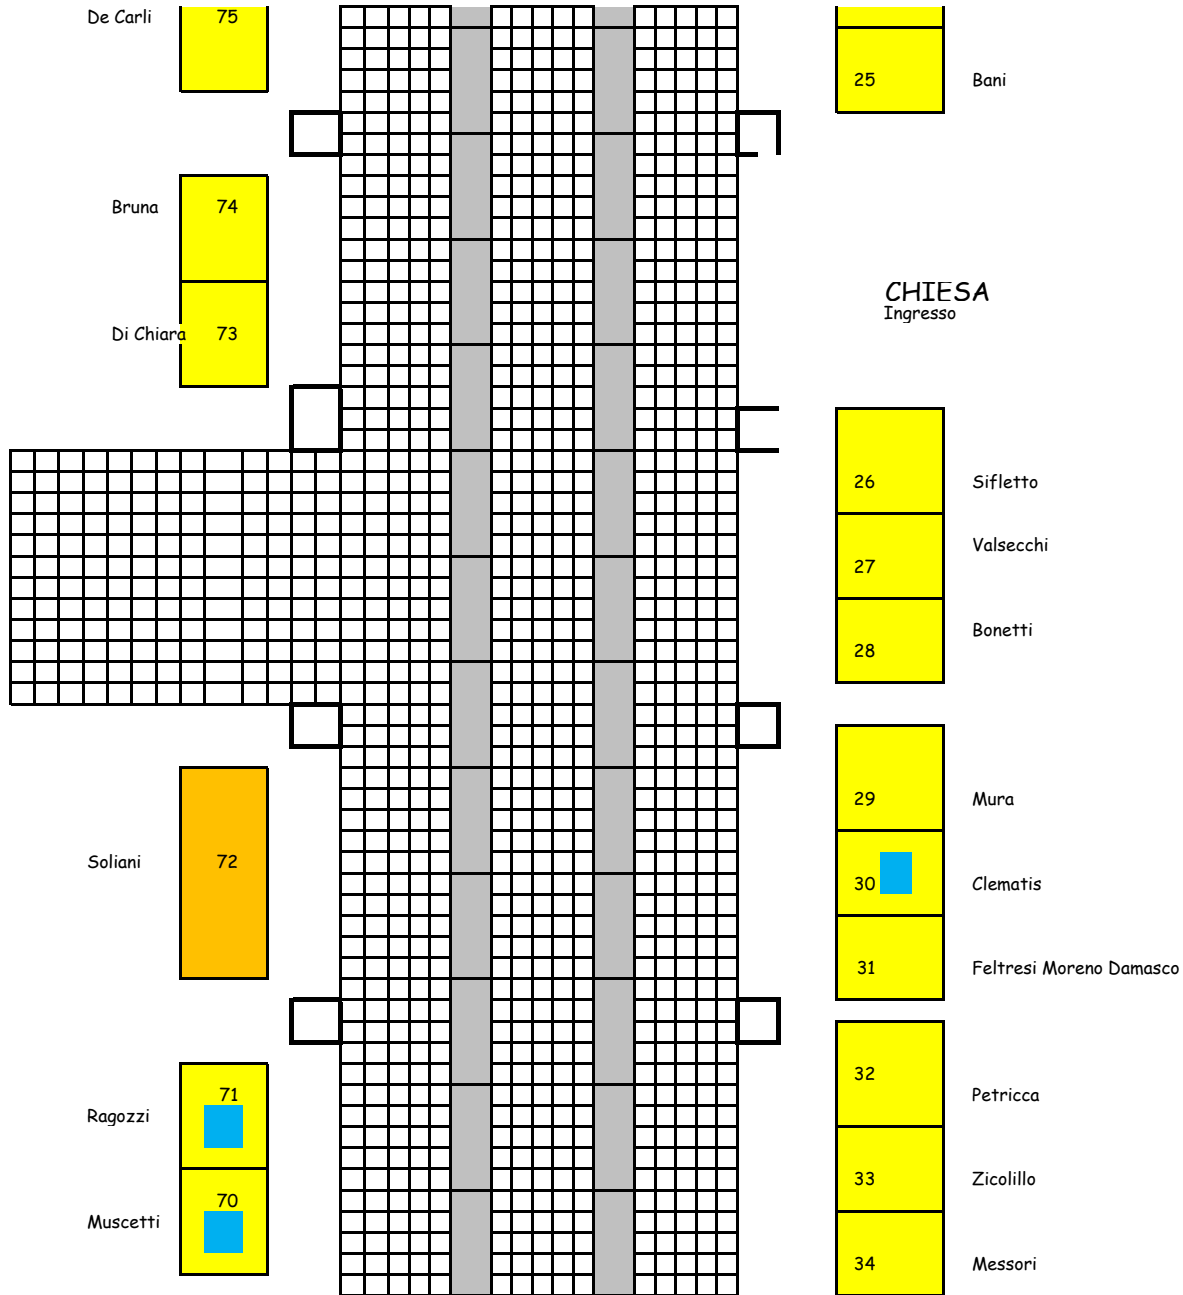 De Carli 75
25 Bani
Bruna 74
CHIESA
Ingresso
Di Chiara 73
26 Sifletto
Valsecchi
27
Bonetti
28
29 Mura
Soliani 72
30 Clematis
31 Feltresi Moreno Damasco
32
71
Petricca
Ragozzi
33 Zicolillo
70
Muscetti
34 Messori